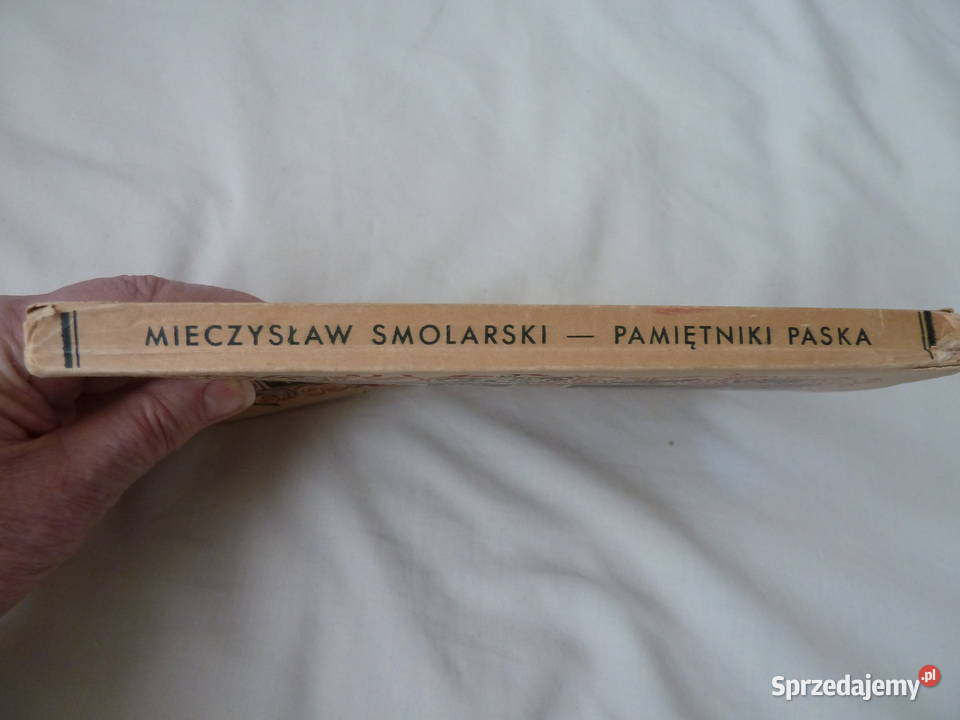 MIECZYSŁAW SMOLARSKI — PAMIĘTNIKI PASKA
Sprzedajemy.pl